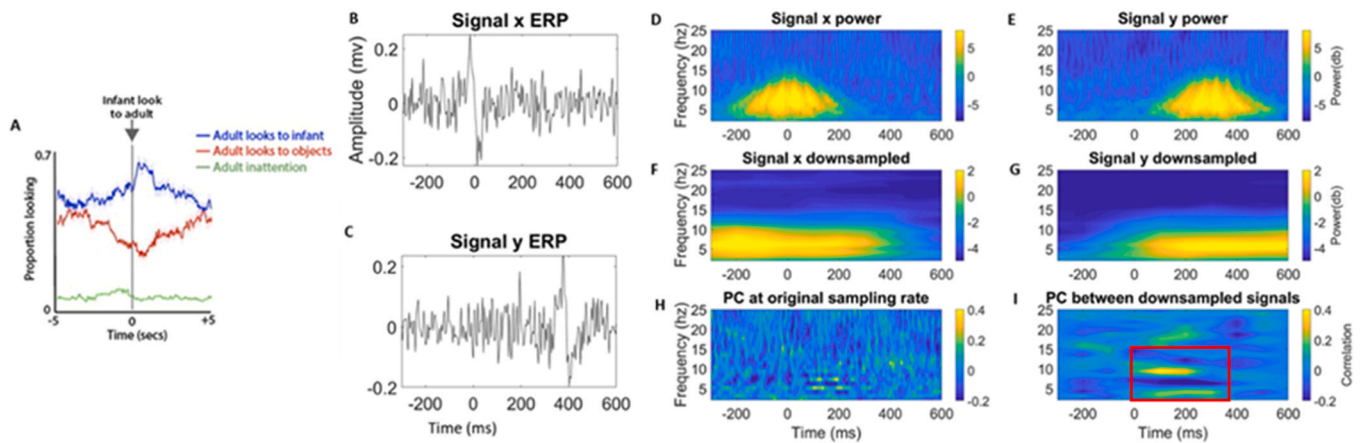 A
Infant look
to adult
Adult looks to infant
Adult looks to objects
Adult inattention
0.7
Proportion looking
0
-5 0 +5
Time (secs)
B
Signal x ERP
Amplitude (mv)
0.2
0
-0.2
-200 0 200 400 600
C
Signal y ERP
0.2
0
-0.2
-200 0 200 400 600
Time (ms)
D
Signal x power
Frequency (hz)
25
20
15
10
5
-200 0 200 400 600
5
0
-5
E
Signal y power
25
20
15
10
5
-200 0 200 400 600
5
0
-5
Power(db)
F
Signal x downsampled
Frequency (hz)
25
20
15
10
5
-200 0 200 400 600
2
0
-2
-4
G
Signal y downsampled
25
20
15
10
5
-200 0 200 400 600
2
0
-2
-4
Power(db)
H
PC at original sampling rate
Frequency (hz)
25
20
15
10
5
-200 0 200 400 600
Time (ms)
0.4
0.2
0
-0.2
I
PC between downsampled signals
25
20
15
10
5
-200 0 200 400 600
Time (ms)
0.4
0.2
0
-0.2
Correlation